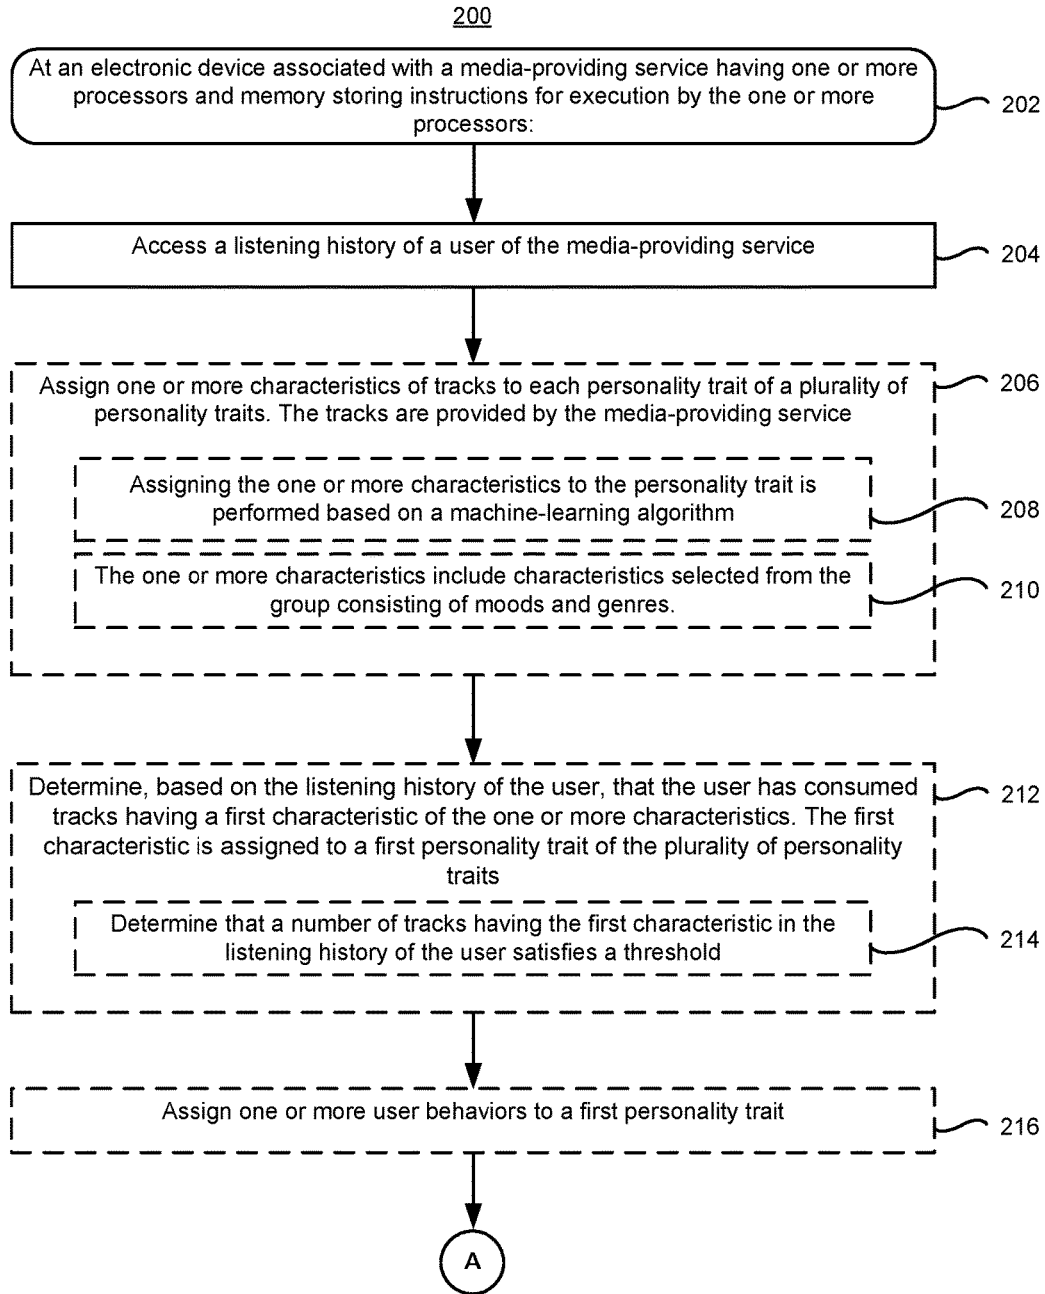 200
At an electronic device associated with a media-providing service having one or more
processors and memory storing instructions for execution by the one or more
processors:
202
Access a listening history of a user of the media-providing service
204
Assign one or more characteristics of tracks to each personality trait of a plurality of
personality traits. The tracks are provided by the media-providing service
206
Assigning the one or more characteristics to the personality trait is
performed based on a machine-learning algorithm
208
The one or more characteristics include characteristics selected from the
group consisting of moods and genres.
210
Determine, based on the listening history of the user, that the user has consumed
tracks having a first characteristic of the one or more characteristics. The first
characteristic is assigned to a first personality trait of the plurality of personality
traits
212
Determine that a number of tracks having the first characteristic in the
listening history of the user satisfies a threshold
214
Assign one or more user behaviors to a first personality trait
216
A